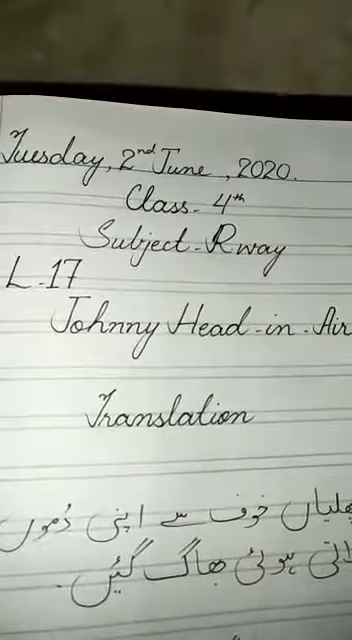 Tuesday, 2nd June, 2020.
Class - 4th
Subject - Rway
L.17
Johnny Head - in - Air
Translation
خوف سے اپنی دُموں
ہوئی بھاگ گئیں۔